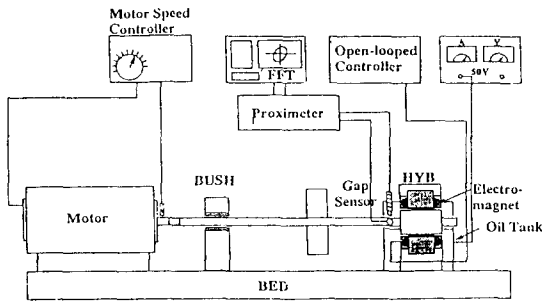 Motor Speed
Controller
FFT
Open-looped
Controller
A
V
50V
Proximeter
BUSH
Gap
Sensor
HYB
Electro-
magnet
Oil Tank
Motor
BED